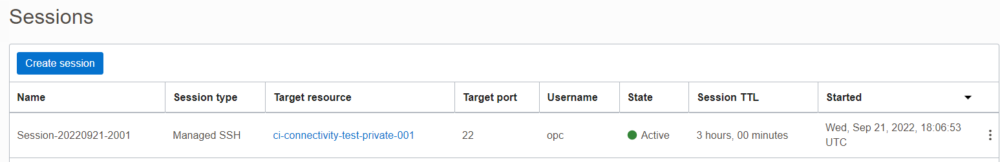 Sessions
Create session
Name Session type Target resource Target port Username State Session TTL Started
Session-20220921-2001 Managed SSH ci-connectivity-test-private-001 22 opc Active 3 hours, 00 minutes Wed, Sep 21, 2022, 18:06:53
UTC